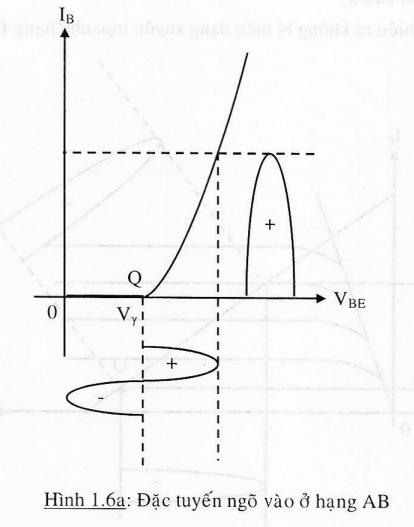 I_B
Q
+
0
V_γ
V_BE
+
-
Hình 1.6a: Đặc tuyến ngõ vào ở hạng AB